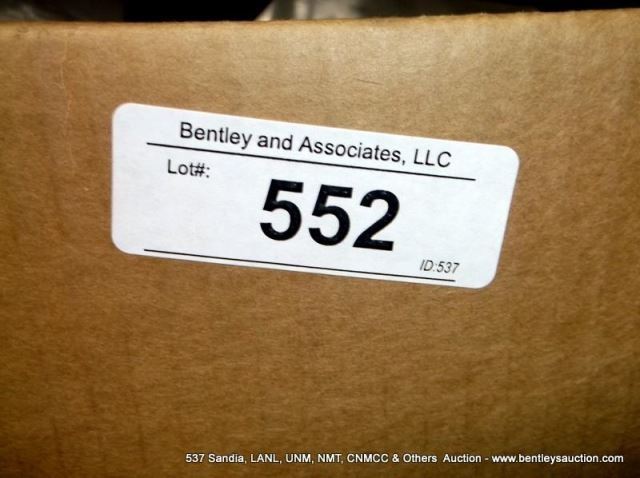 Bentley and Associates, LLC
Lot#:
552
ID:537
537 Sandia, LANL, UNM, NMT, CNMCC & Others Auction - www.bentleysauction.com